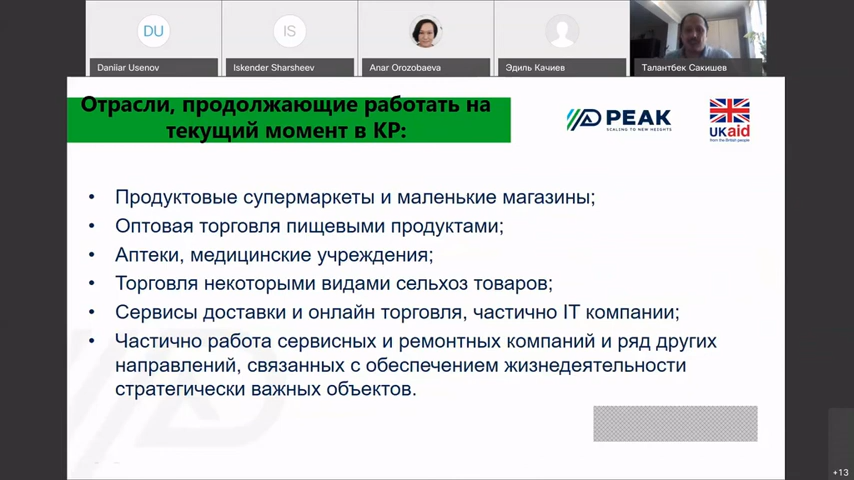 DU
IS
Daniiar Usenov
Iskender Sharsheev
Anar Orozobaeva
Эдиль Качиев
Талантбек Сакишев
Отрасли, продолжающие работать на
текущий момент в КР:
PEAK
SCALING TO NEW HEIGHTS
UKaid
from the British people
• Продуктовые супермаркеты и маленькие магазины;
• Оптовая торговля пищевыми продуктами;
• Аптеки, медицинские учреждения;
• Торговля некоторыми видами сельхоз товаров;
• Сервисы доставки и онлайн торговля, частично IT компании;
• Частично работа сервисных и ремонтных компаний и ряд других
направлений, связанных с обеспечением жизнедеятельности
стратегически важных объектов.
+13